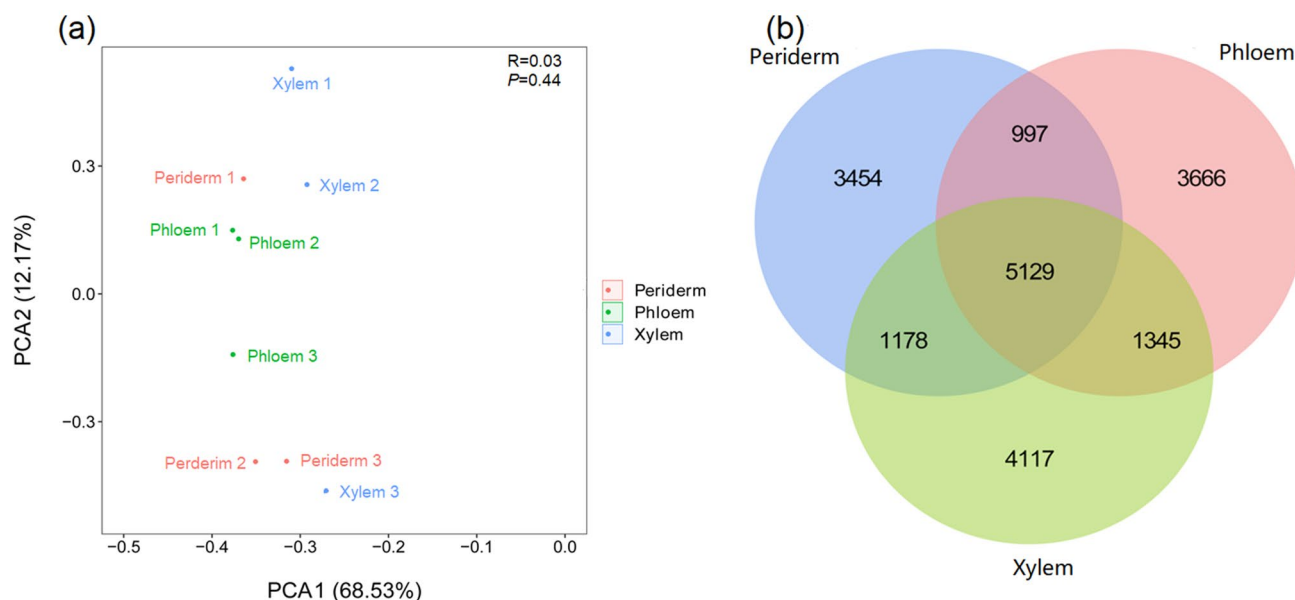 (a)
R=0.03
P=0.44
Xylem 1
Periderm 1
Xylem 2
Phloem 1
Phloem 2
Phloem 3
Perderim 2
Periderm 3
Xylem 3
0.3
0.0
−0.3
PCA2 (12.17%)
−0.5
−0.4
−0.3
−0.2
−0.1
0.0
PCA1 (68.53%)
Periderm
Phloem
Xylem
(b)
Periderm
Phloem
997
3454
3666
5129
1178
1345
4117
Xylem